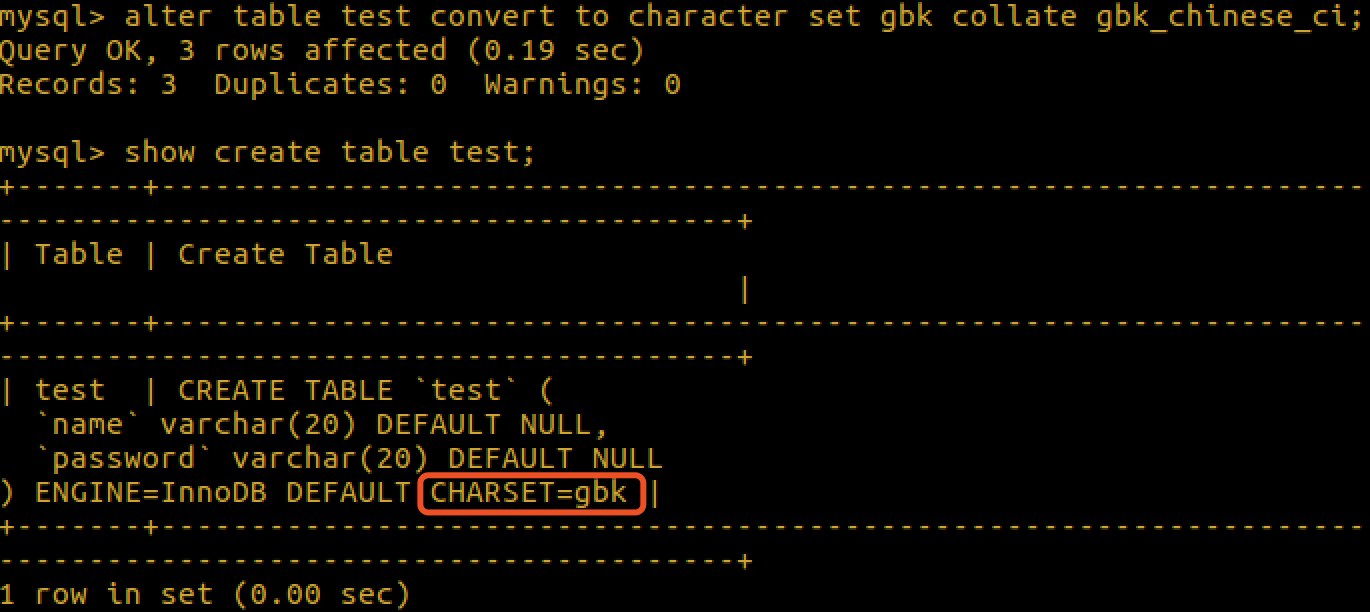 mysql> alter table test convert to character set gbk collate gbk_chinese_ci;
Query OK, 3 rows affected (0.19 sec)
Records: 3  Duplicates: 0  Warnings: 0

mysql> show create table test;
+-------+-------------------------------------------------------------------
-----------------------------------------+
| Table | Create Table
                                         |
+-------+-------------------------------------------------------------------
-----------------------------------------+
| test  | CREATE TABLE `test` (
  `name` varchar(20) DEFAULT NULL,
  `password` varchar(20) DEFAULT NULL
) ENGINE=InnoDB DEFAULT CHARSET=gbk |
+-------+-------------------------------------------------------------------
-----------------------------------------+
1 row in set (0.00 sec)